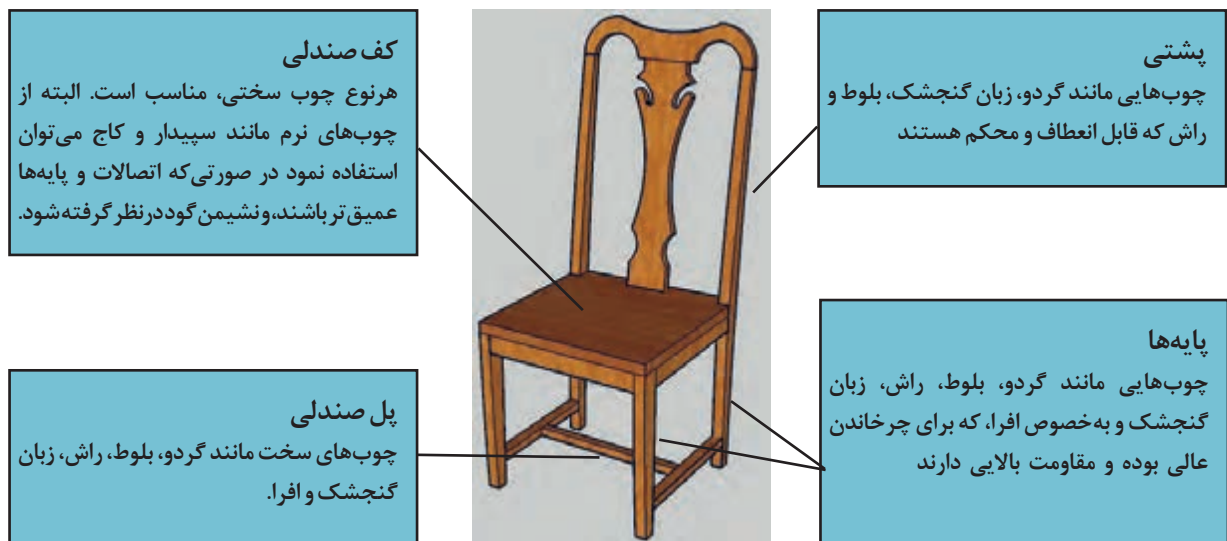 پشتی
چوب‌هایی مانند گردو، زبان گنجشک، بلوط و
راش که قابل انعطاف و محکم هستند
کف صندلی
هرنوع چوب سختی، مناسب است. البته از
چوب‌های نرم مانند سپیدار و کاج می‌توان
استفاده نمود در صورتی‌که اتصالات و پایه‌ها
عمیق‌تر باشند، و نشیمن گود درنظر گرفته شود.
پایه‌ها
چوب‌هایی مانند گردو، بلوط، راش، زبان
گنجشک و به‌خصوص افرا، که برای چرخاندن
عالی بوده و مقاومت بالایی دارند
پل صندلی
چوب‌های سخت مانند گردو، بلوط، راش، زبان
گنجشک و افرا.